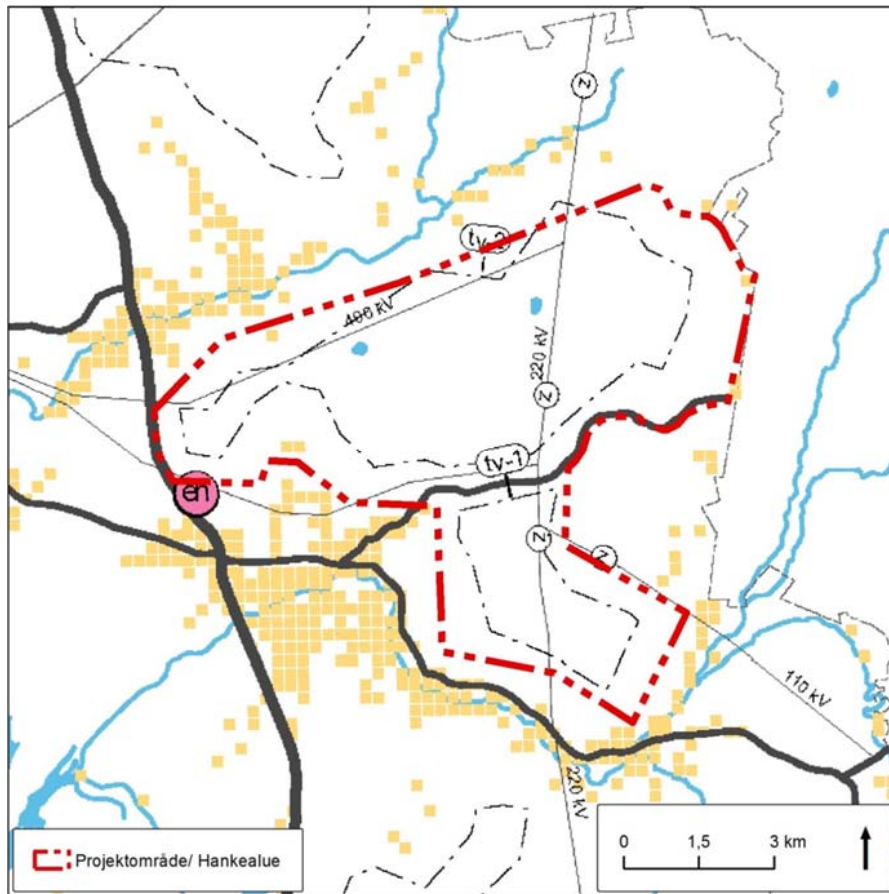 z
tv-2
400 kV
220 kV
z
tv-1
en
z
z
110 kV
220 kV
Projektområde/ Hankealue
0 1,5 3 km